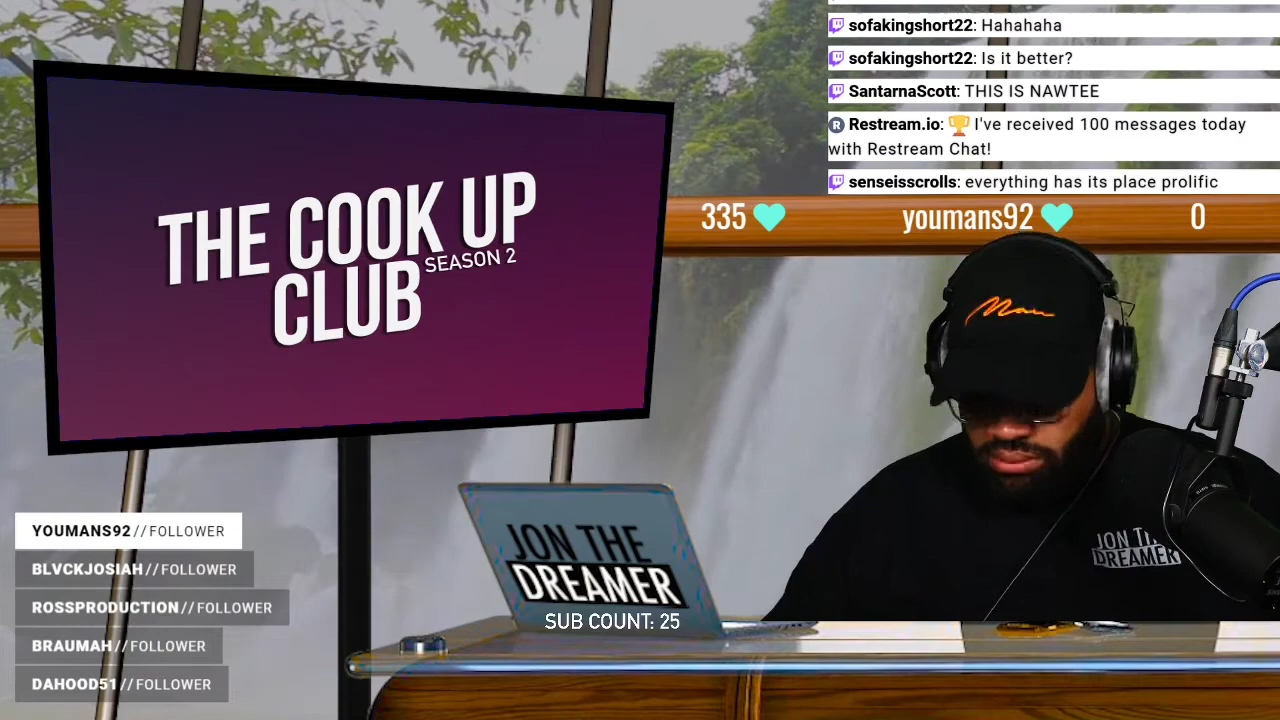 sofakingshort22: Hahahaha
sofakingshort22: Is it better?
SantarnaScott: THIS IS NAWTEE
Restream.io: 🏆 I've received 100 messages today
with Restream Chat!
senseisscrolls: everything has its place prolific
335
youmans92
0
THE COOK UP
CLUB SEASON 2
YOUMANS92//FOLLOWER
BLVCKJOSIAH//FOLLOWER
ROSSPRODUCTION//FOLLOWER
BRAUMAH//FOLLOWER
DAHOOD51//FOLLOWER
JON THE
DREAMER
SUB COUNT: 25
JON THE
DREAMER